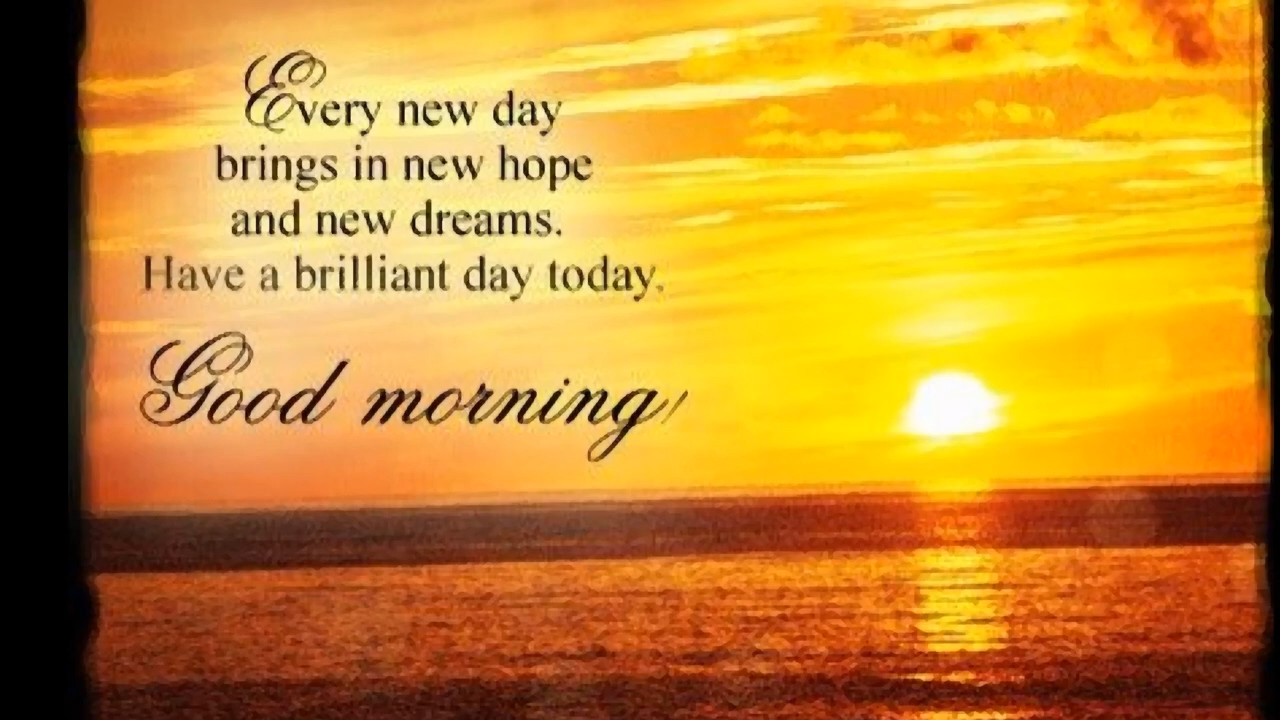 Every new day
brings in new hope
and new dreams.
Have a brilliant day today.
Good morning!